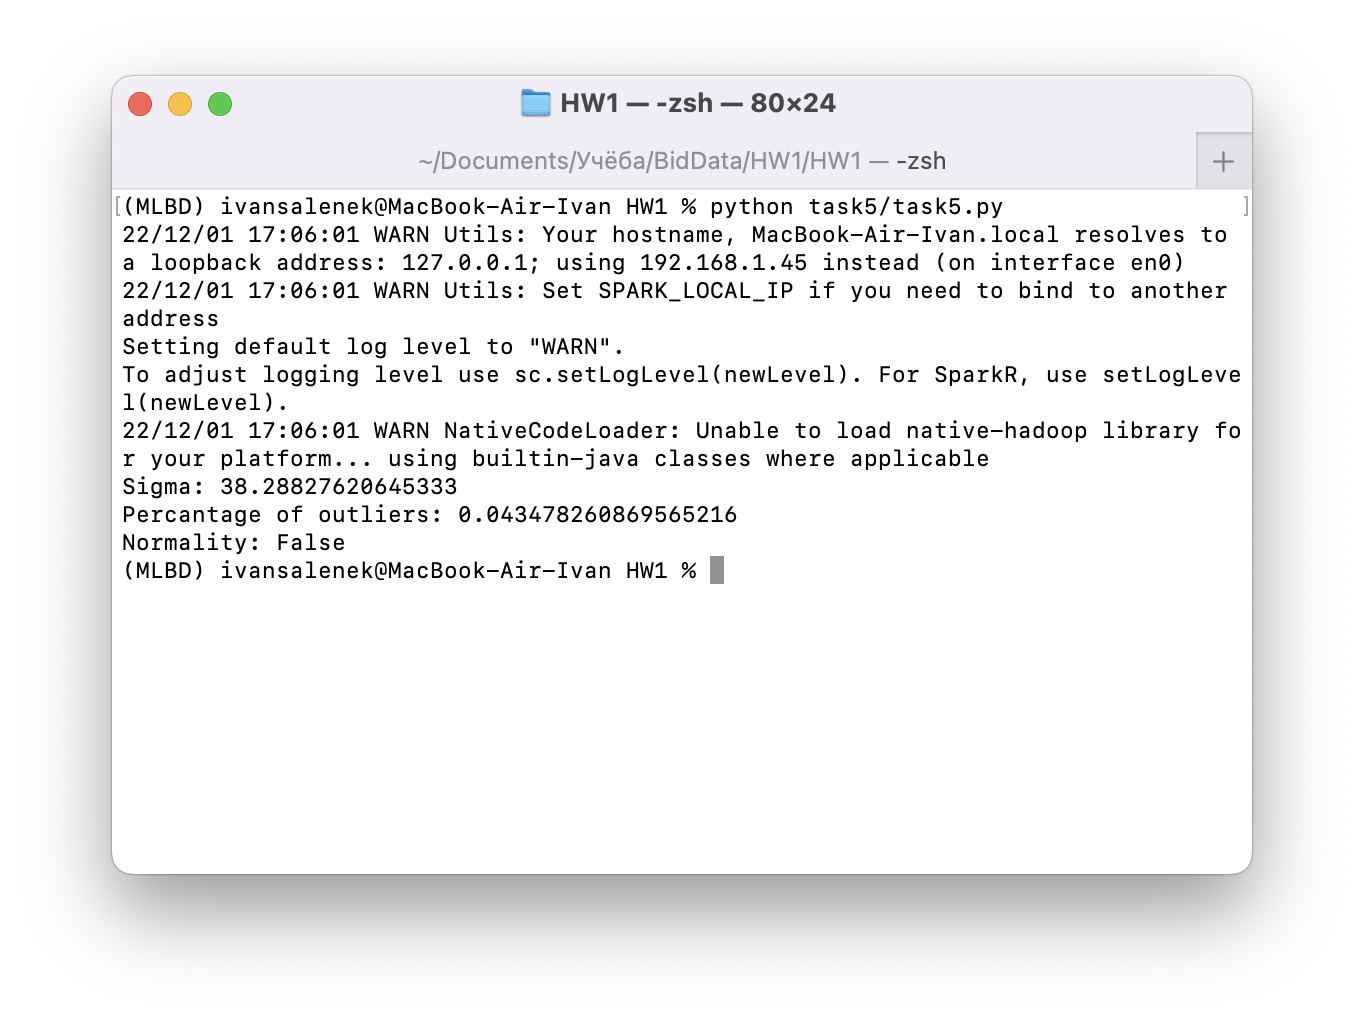 HW1 — -zsh — 80×24
~/Documents/Учёба/BidData/HW1/HW1 — -zsh
[(MLBD) ivansalenek@MacBook-Air-Ivan HW1 % python task5/task5.py ]
22/12/01 17:06:01 WARN Utils: Your hostname, MacBook-Air-Ivan.local resolves to
a loopback address: 127.0.0.1; using 192.168.1.45 instead (on interface en0)
22/12/01 17:06:01 WARN Utils: Set SPARK_LOCAL_IP if you need to bind to another
address
Setting default log level to "WARN".
To adjust logging level use sc.setLogLevel(newLevel). For SparkR, use setLogLeve
l(newLevel).
22/12/01 17:06:01 WARN NativeCodeLoader: Unable to load native-hadoop library fo
r your platform... using builtin-java classes where applicable
Sigma: 38.28827620645333
Percantage of outliers: 0.043478260869565216
Normality: False
(MLBD) ivansalenek@MacBook-Air-Ivan HW1 %